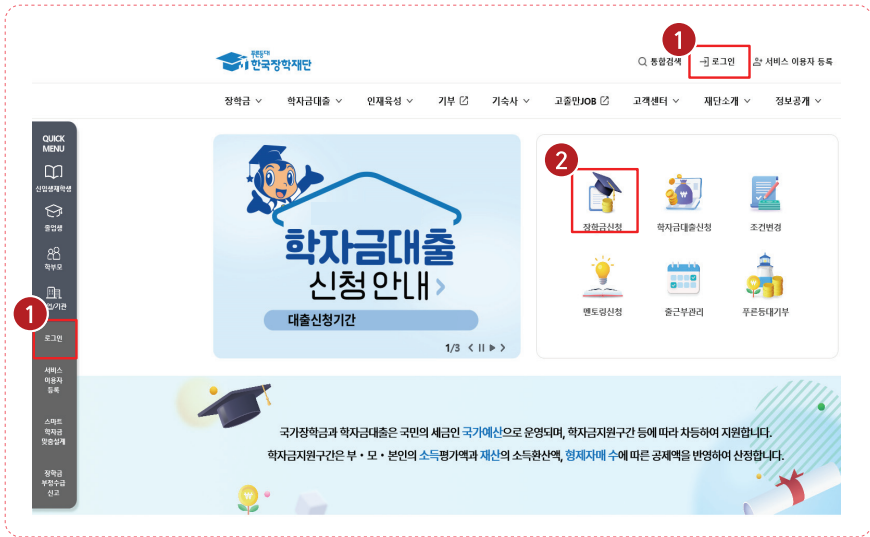 1
푸른등대
한국장학재단
통합검색 로그인 서비스 이용자 등록
장학금 학자금대출 인재육성 기부 기숙사 고졸만JOB 고객센터 재단소개 정보공개
QUICK
MENU
신입생재학생
졸업생
학부모
업/기관
1
로그인
서비스
이용자
등록
스마트
학자금
맞춤설계
장학금
부정수급
신고
학자금대출
신청 안내
대출신청기간
1/3
2
장학금신청 학자금대출신청 조건변경
멘토링신청 출근부관리 푸른등대기부
국가장학금과 학자금대출은 국민의 세금인 국가예산으로 운영되며, 학자금지원구간 등에 따라 차등하여 지원합니다.
학자금지원구간은 부・모・본인의 소득평가액과 재산의 소득환산액, 형제자매 수에 따른 공제액을 반영하여 산정합니다.